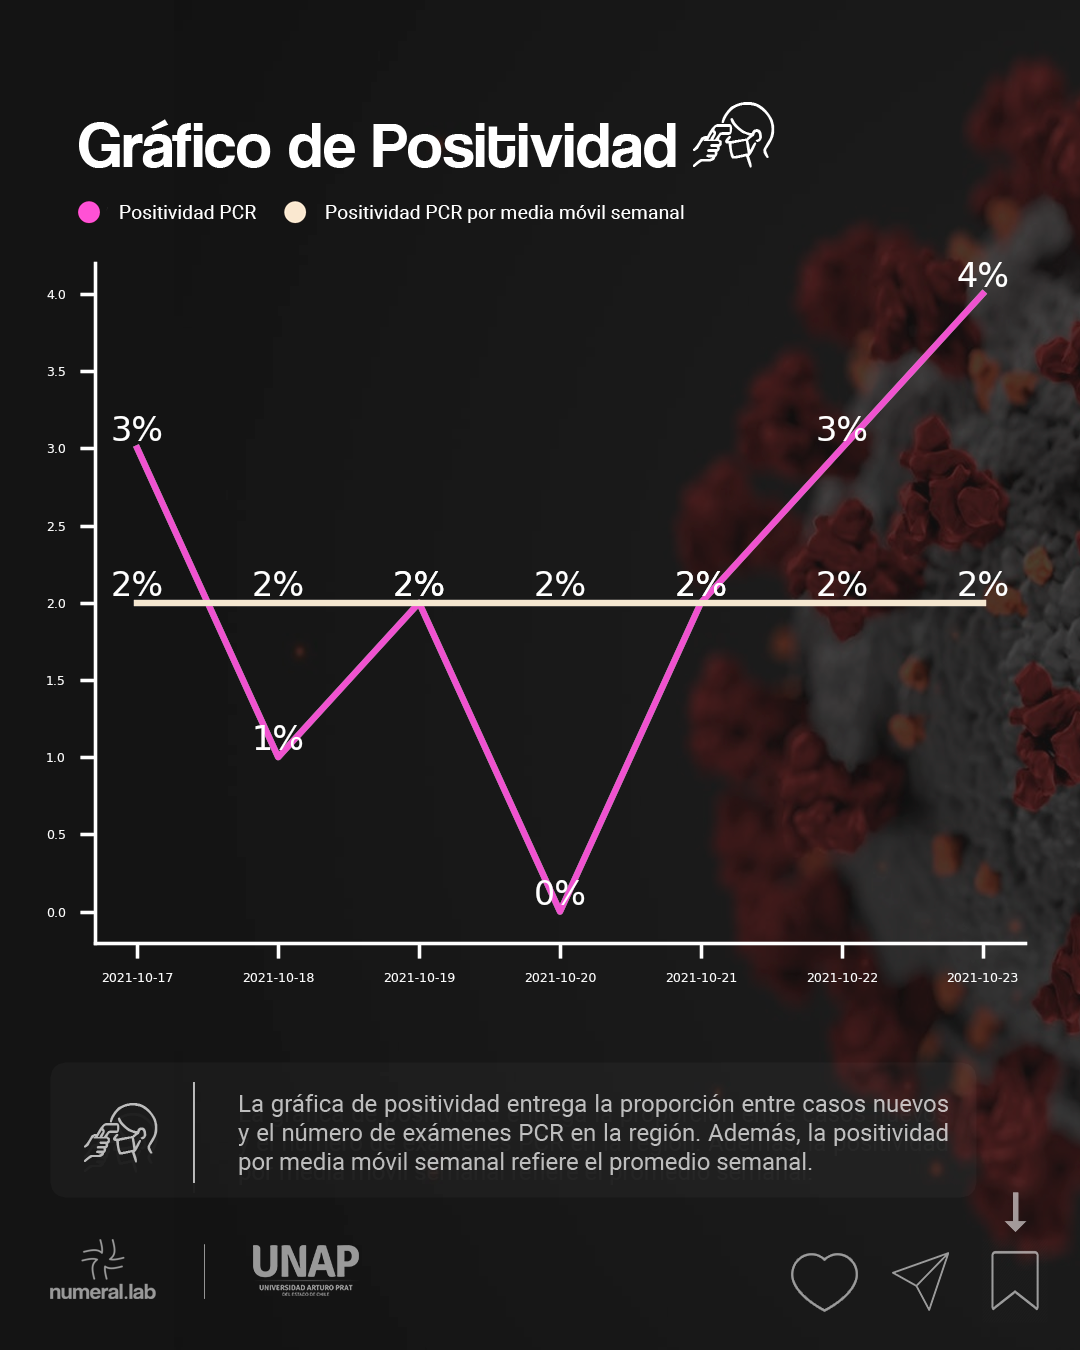 Gráfico de Positividad
Positividad PCR
Positividad PCR por media móvil semanal
4.0
3.5
3.0
2.5
2.0
1.5
1.0
0.5
0.0
4%
3%
3%
2%
2%
2%
2%
2%
2%
2%
1%
0%
2021-10-17
2021-10-18
2021-10-19
2021-10-20
2021-10-21
2021-10-22
2021-10-23
La gráfica de positividad entrega la proporción entre casos nuevos
y el número de exámenes PCR en la región. Además, la positividad
por media móvil semanal refiere el promedio semanal.
numeral.lab
UNAP
UNIVERSIDAD ARTURO PRAT
DEL ESTADO DE CHILE